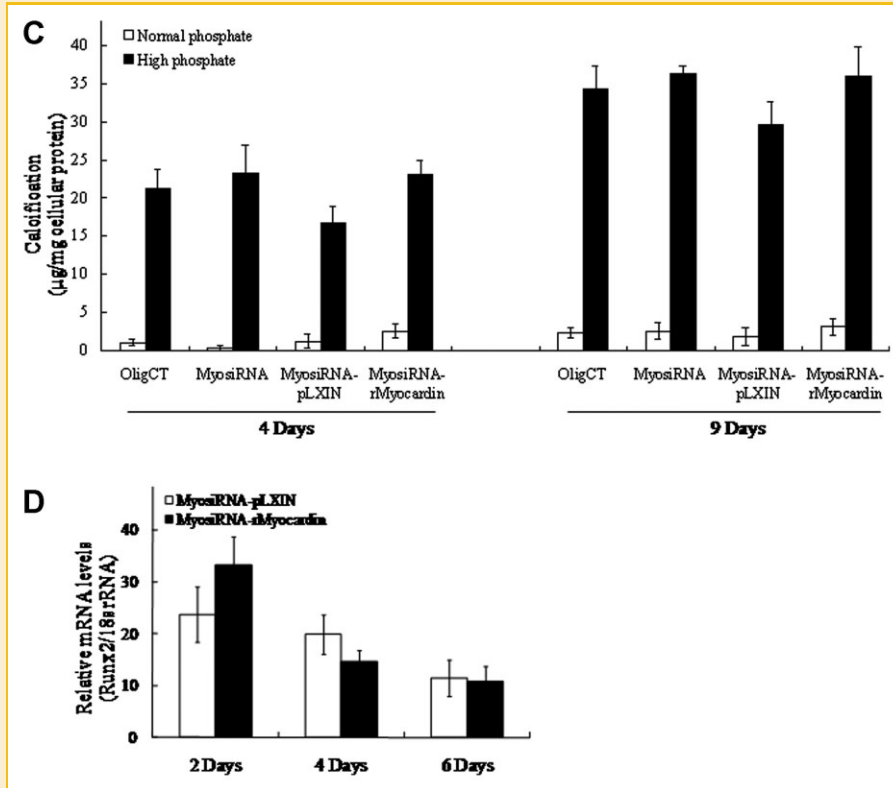 C
Normal phosphate
High phosphate
Calcification
(µg/mg cellular protein)
40
35
30
25
20
15
10
5
0
OligCT MyosiRNA MyosiRNA-pLXIN MyosiRNA-rMyocardin OligCT MyosiRNA MyosiRNA-pLXIN MyosiRNA-rMyocardin
4 Days 9 Days
D
MyosiRNA-pLXIN
MyosiRNA-rMyocardin
Relative mRNA levels
(Runx2/18srRNA)
40
30
20
10
0
2 Days 4 Days 6 Days